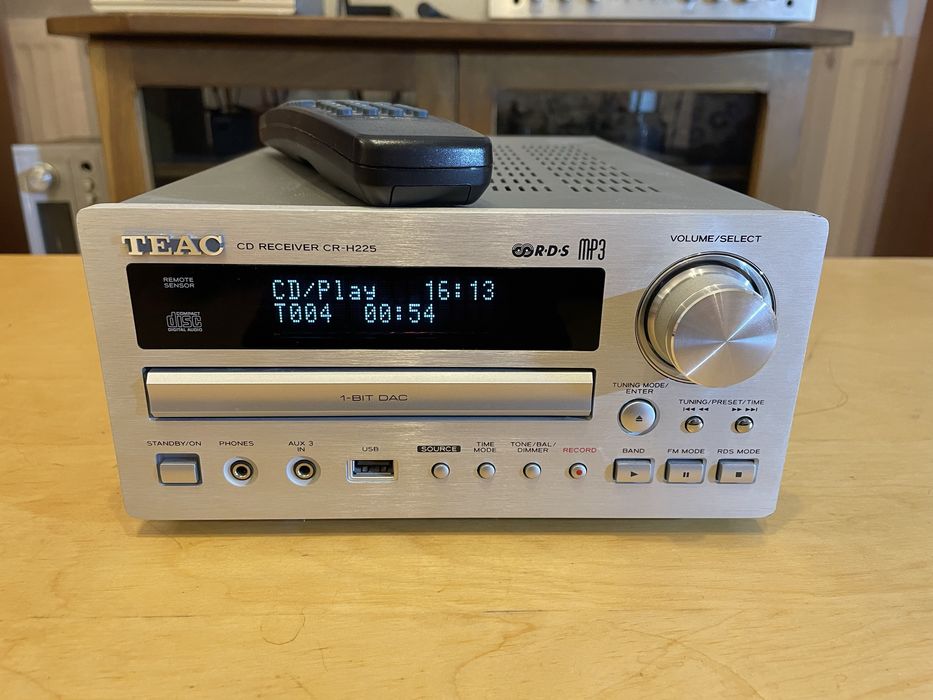 TEAC CD RECEIVER CR-H225 R·D·S MP3 VOLUME/SELECT
REMOTE
SENSOR
COMPACT
disc
DIGITAL AUDIO
CD/Play 16:13
T004 00:54
1-BIT DAC
TUNING MODE/
ENTER
TUNING/PRESET/TIME
STANDBY/ON
PHONES
AUX 3
IN
USB
SOURCE
TIME
MODE
TONE/BAL/
DIMMER
RECORD
BAND
FM MODE
RDS MODE